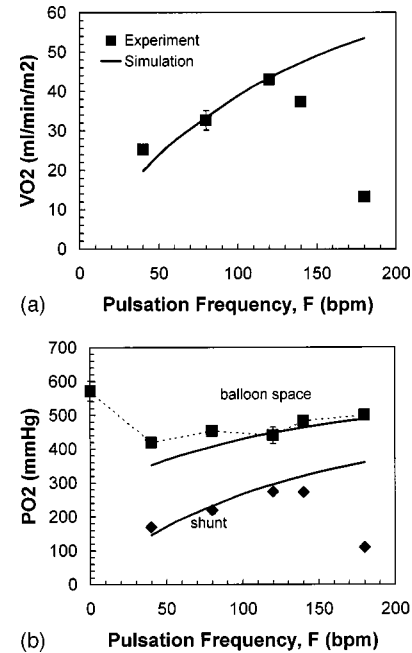 60
50
40
30
20
10
0
VO2 (ml/min/m2)
■ Experiment
— Simulation
0 50 100 150 200
(a) Pulsation Frequency, F (bpm)
700
600
500
400
300
200
100
0
PO2 (mmHg)
balloon space
shunt
0 50 100 150 200
(b) Pulsation Frequency, F (bpm)